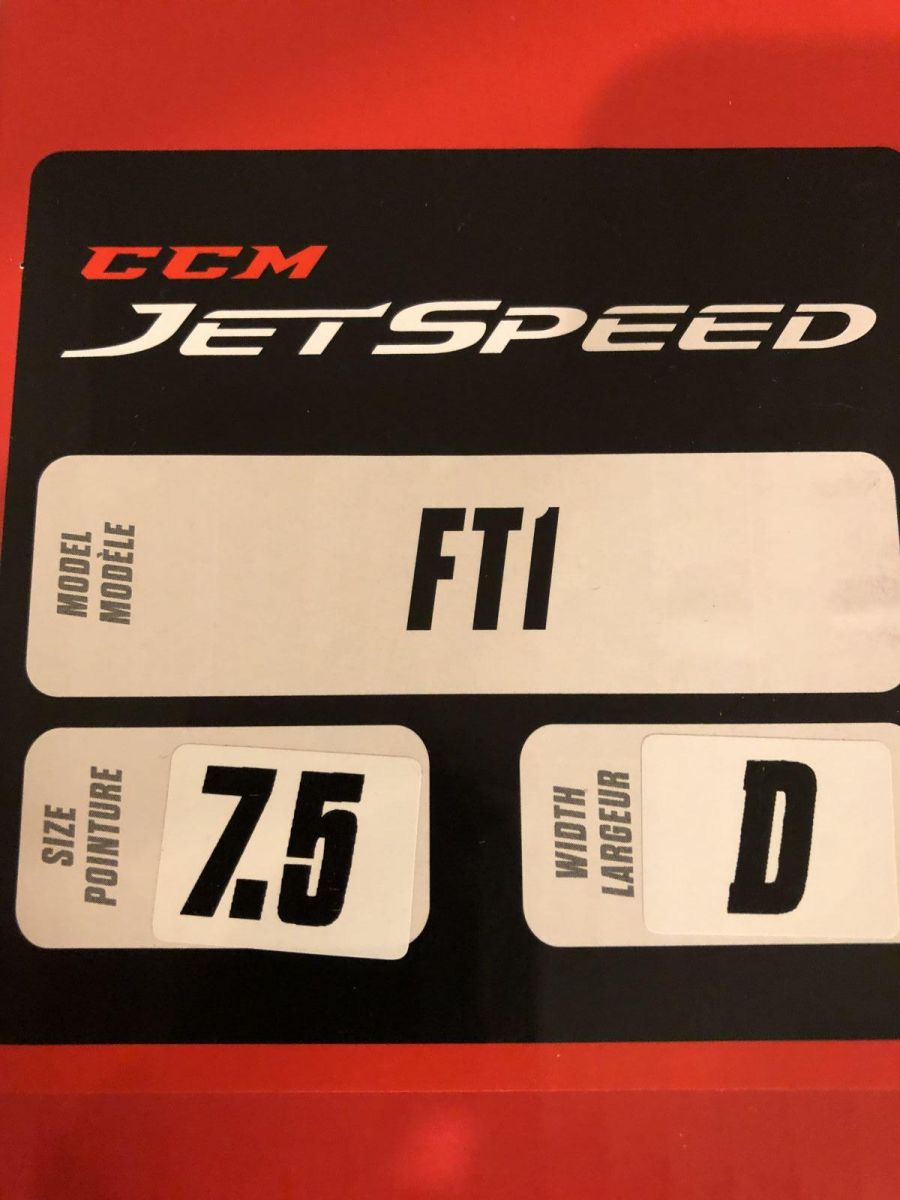 CCM
JETSPEED
MODEL
MODÈLE
FT1
SIZE
POINTURE
7.5
WIDTH
LARGEUR
D